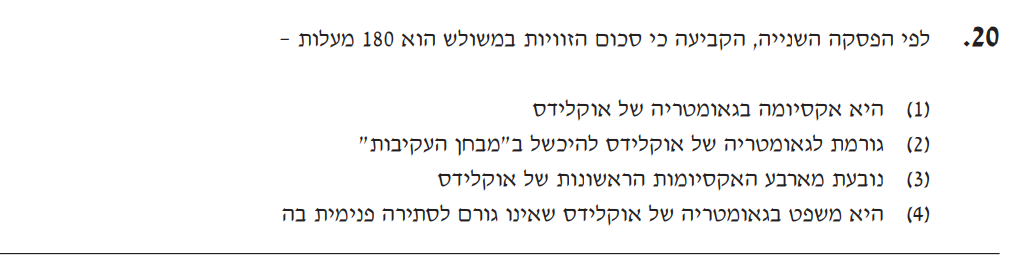 20. לפי הפסקה השנייה, הקביעה כי סכום הזוויות במשולש הוא 180 מעלות –
(1) היא אקסיומה בגאומטריה של אוקלידס
(2) גורמת לגאומטריה של אוקלידס להיכשל ב"מבחן העקיבות"
(3) נובעת מארבע האקסיומות הראשונות של אוקלידס
(4) היא משפט בגאומטריה של אוקלידס שאינו גורם לסתירה פנימית בה